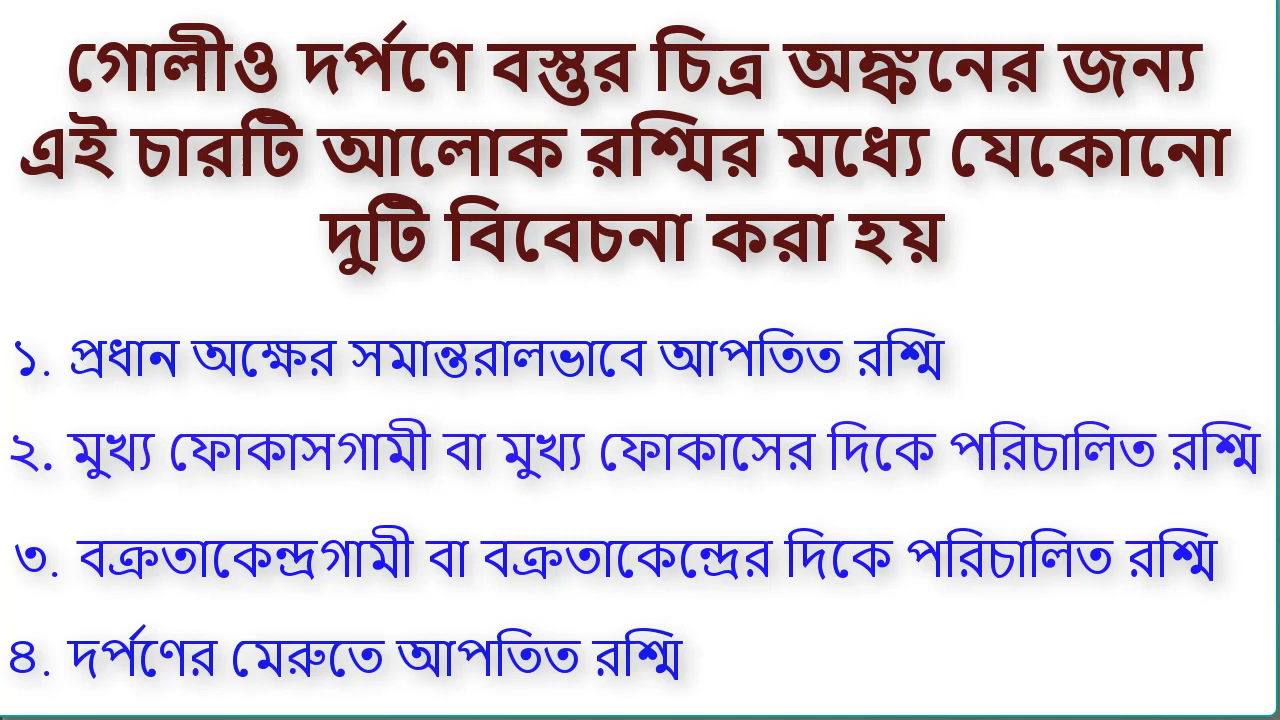 গোলীও দর্পণে বস্তুর চিত্র অঙ্কনের জন্য
এই চারটি আলোক রশ্মির মধ্যে যেকোনো
দুটি বিবেচনা করা হয়
১. প্রধান অক্ষের সমান্তরালভাবে আপতিত রশ্মি
২. মুখ্য ফোকাসগামী বা মুখ্য ফোকাসের দিকে পরিচালিত রশ্মি
৩. বক্রতাকেন্দ্রগামী বা বক্রতাকেন্দ্রের দিকে পরিচালিত রশ্মি
৪. দর্পণের মেরুতে আপতিত রশ্মি